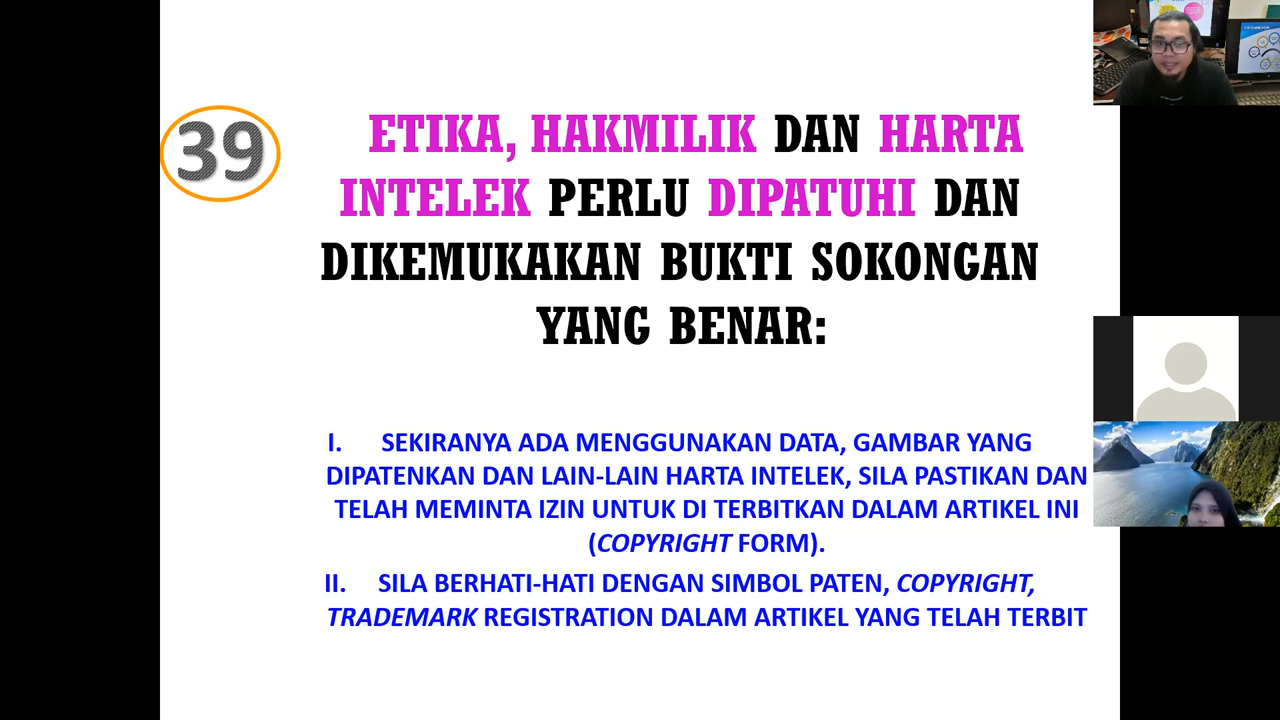 39
ETIKA, HAKMILIK DAN HARTA
INTELEK PERLU DIPATUHI DAN
DIKEMUKAKAN BUKTI SOKONGAN
YANG BENAR:
I. SEKIRANYA ADA MENGGUNAKAN DATA, GAMBAR YANG
DIPATENKAN DAN LAIN-LAIN HARTA INTELEK, SILA PASTIKAN DAN
TELAH MEMINTA IZIN UNTUK DI TERBITKAN DALAM ARTIKEL INI
(COPYRIGHT FORM).
II. SILA BERHATI-HATI DENGAN SIMBOL PATEN, COPYRIGHT,
TRADEMARK REGISTRATION DALAM ARTIKEL YANG TELAH TERBIT